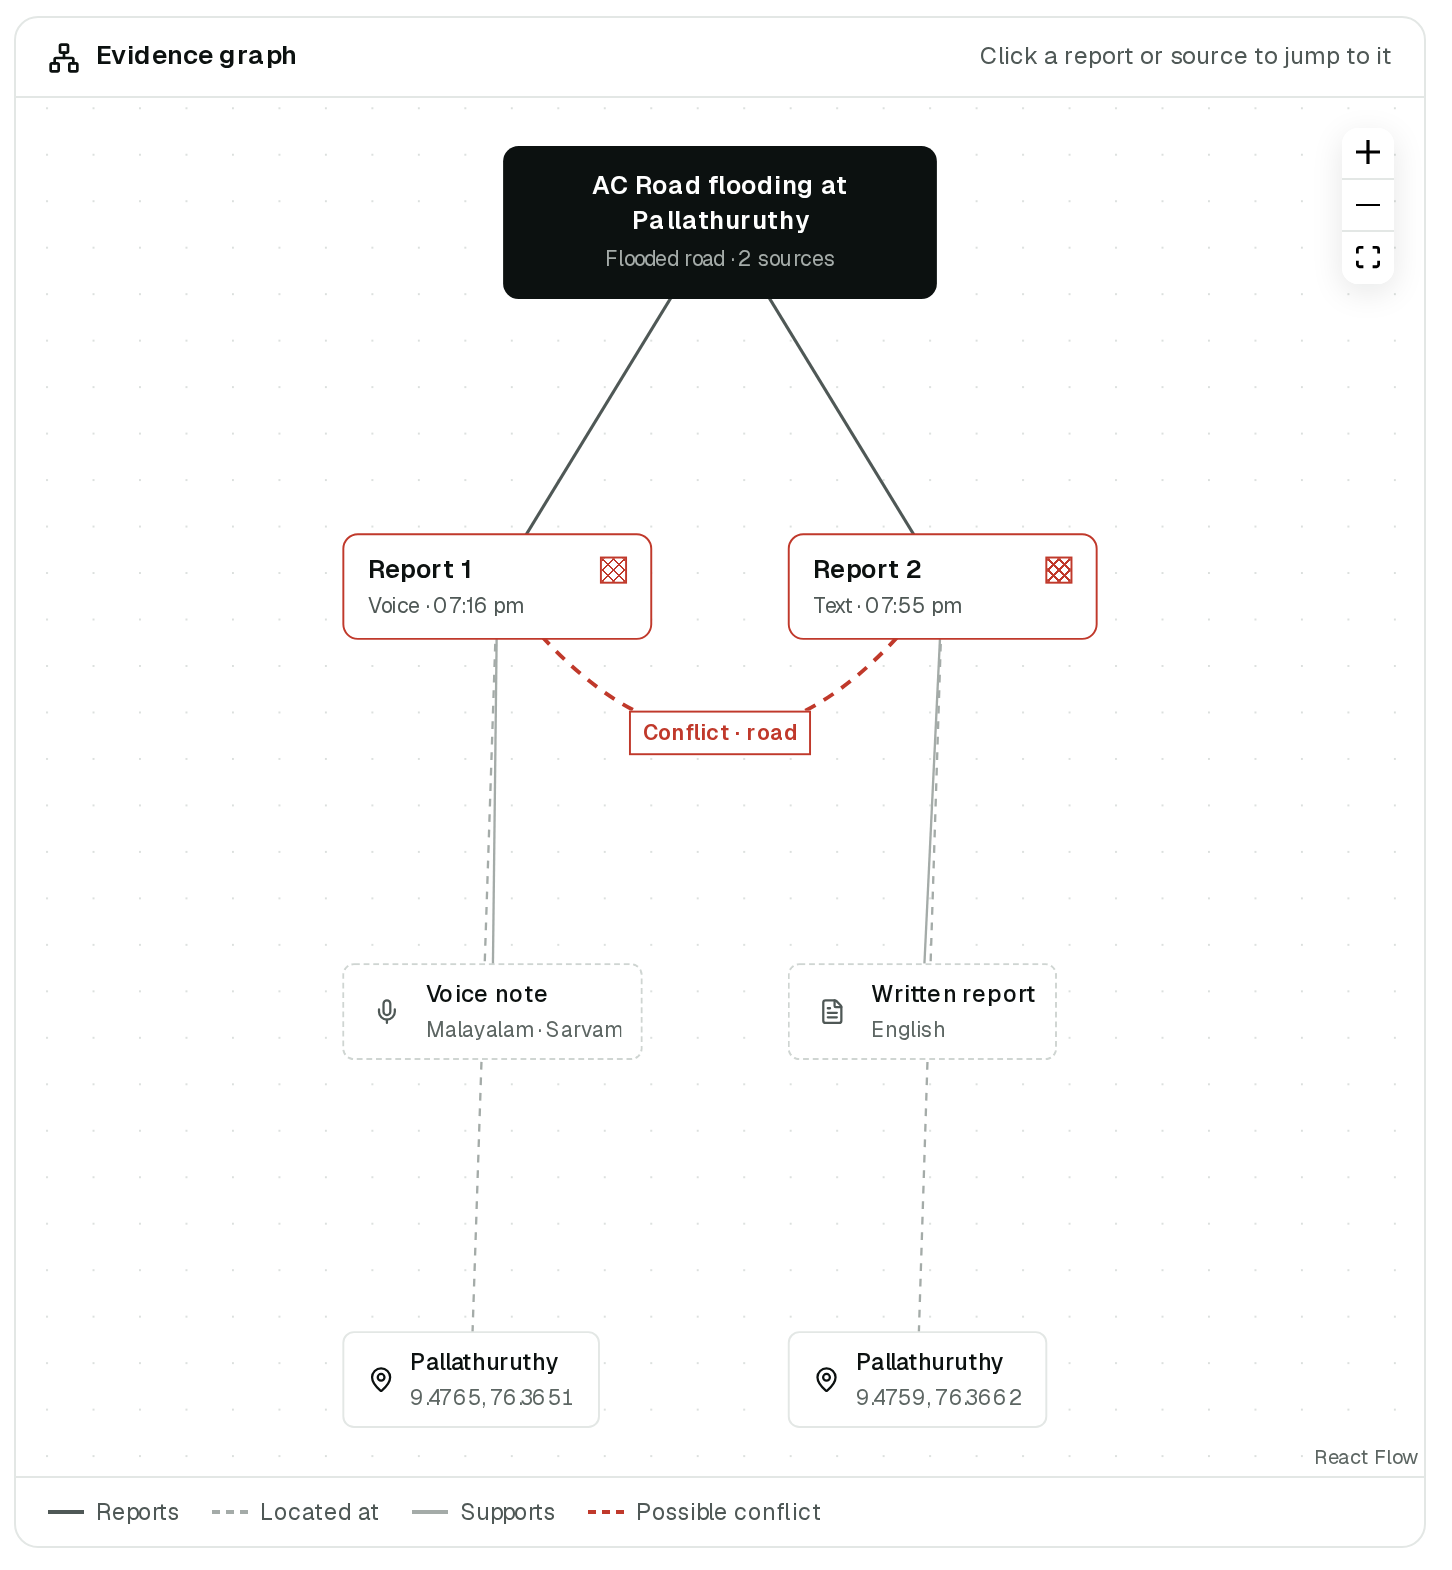 Evidence graph
Click a report or source to jump to it
AC Road flooding at
Pallathuruthy
Flooded road · 2 sources
Report 1
Voice · 07:16 pm
Report 2
Text · 07:55 pm
Conflict · road
Voice note
Malayalam · Sarvam
Written report
English
Pallathuruthy
9.4765, 76.3651
Pallathuruthy
9.4759, 76.3662
React Flow
Reports
Located at
Supports
Possible conflict